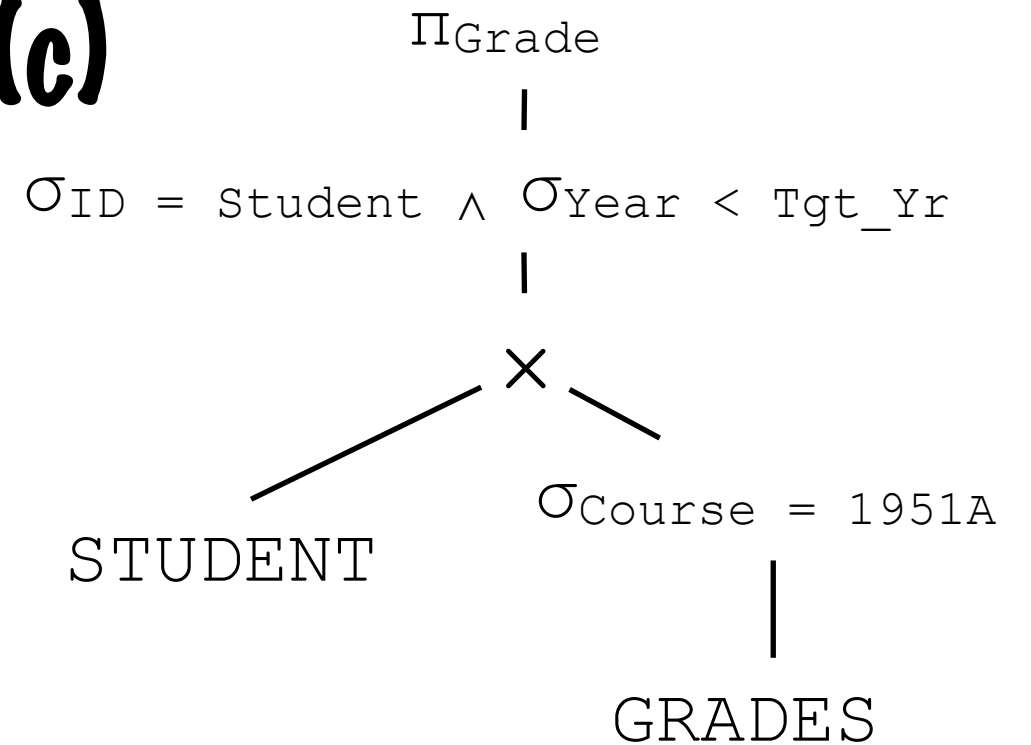 (c)
ΠGrade
σID = Student ∧ σYear < Tgt_Yr
×
STUDENT
σCourse = 1951A
GRADES